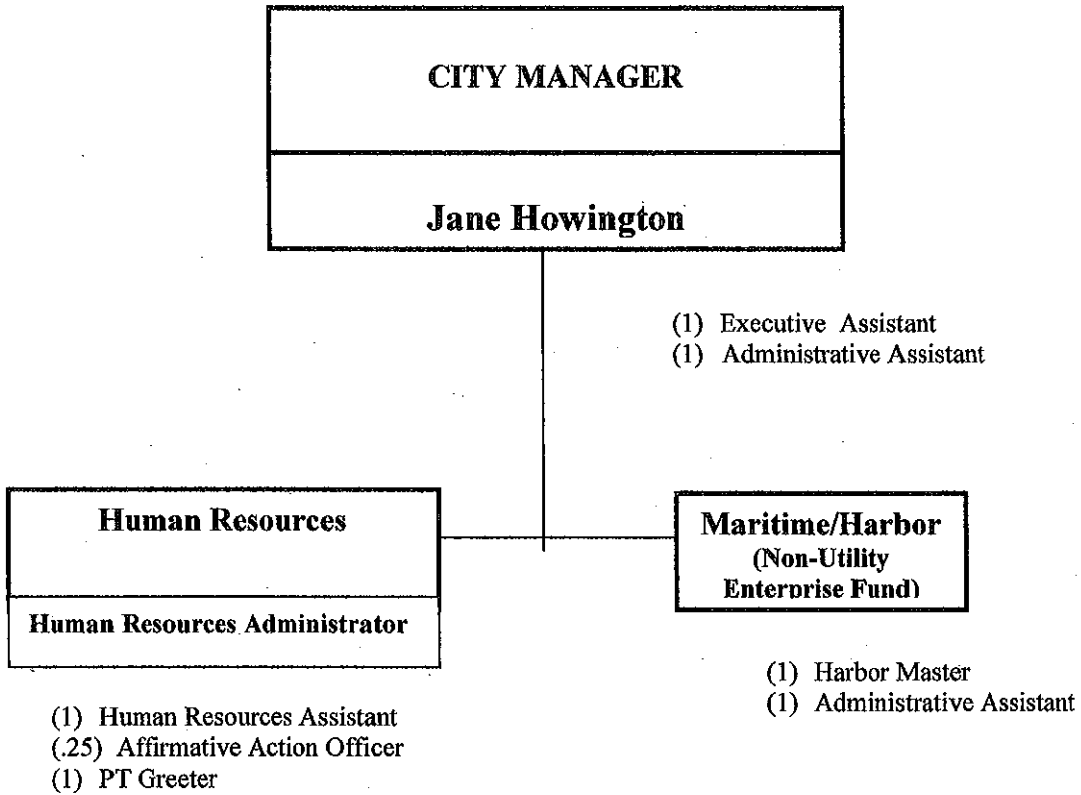 CITY MANAGER
Jane Howington
(1) Executive Assistant
(1) Administrative Assistant
Human Resources
Human Resources Administrator
(1) Human Resources Assistant
(.25) Affirmative Action Officer
(1) PT Greeter
Maritime/Harbor
(Non-Utility
Enterprise Fund)
(1) Harbor Master
(1) Administrative Assistant